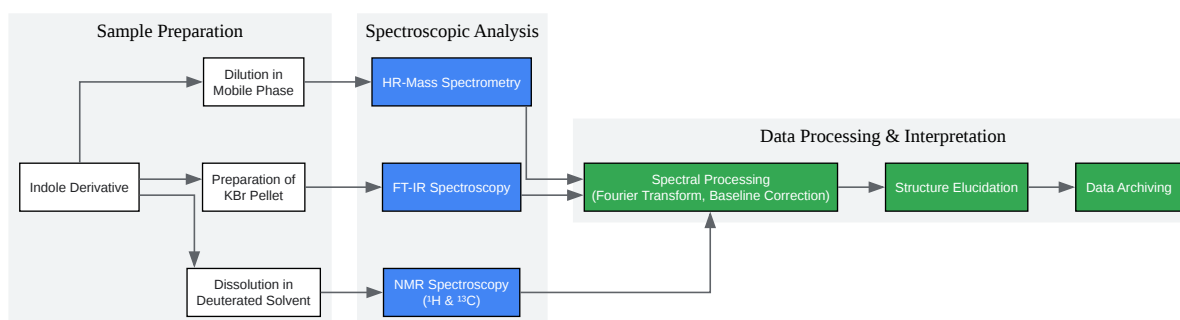 Sample Preparation
Spectroscopic Analysis
Dilution in
Mobile Phase
HR-Mass Spectrometry
Data Processing & Interpretation
Indole Derivative
Preparation of
KBr Pellet
FT-IR Spectroscopy
Spectral Processing
(Fourier Transform, Baseline Correction)
Structure Elucidation
Data Archiving
Dissolution in
Deuterated Solvent
NMR Spectroscopy
(¹H & ¹³C)